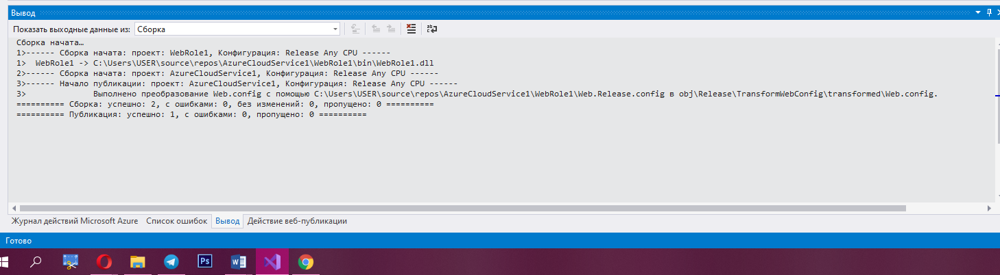 Вывод
Показать выходные данные из: Сборка
Сборка начата…
1>------ Сборка начата: проект: WebRole1, Конфигурация: Release Any CPU ------
1>  WebRole1 -> C:\Users\USER\source\repos\AzureCloudService1\WebRole1\bin\WebRole1.dll
2>------ Сборка начата: проект: AzureCloudService1, Конфигурация: Release Any CPU ------
3>------ Начало публикации: проект: AzureCloudService1, Конфигурация: Release Any CPU ------
3>              Выполнено преобразование Web.config с помощью C:\Users\USER\source\repos\AzureCloudService1\WebRole1\Web.Release.config в obj\Release\TransformWebConfig\transformed\Web.config.
========== Сборка: успешно: 2, с ошибками: 0, без изменений: 0, пропущено: 0 ==========
========== Публикация: успешно: 1, с ошибками: 0, пропущено: 0 ==========
Журнал действий Microsoft Azure Список ошибок Вывод Действие веб-публикации
Готово
Ps